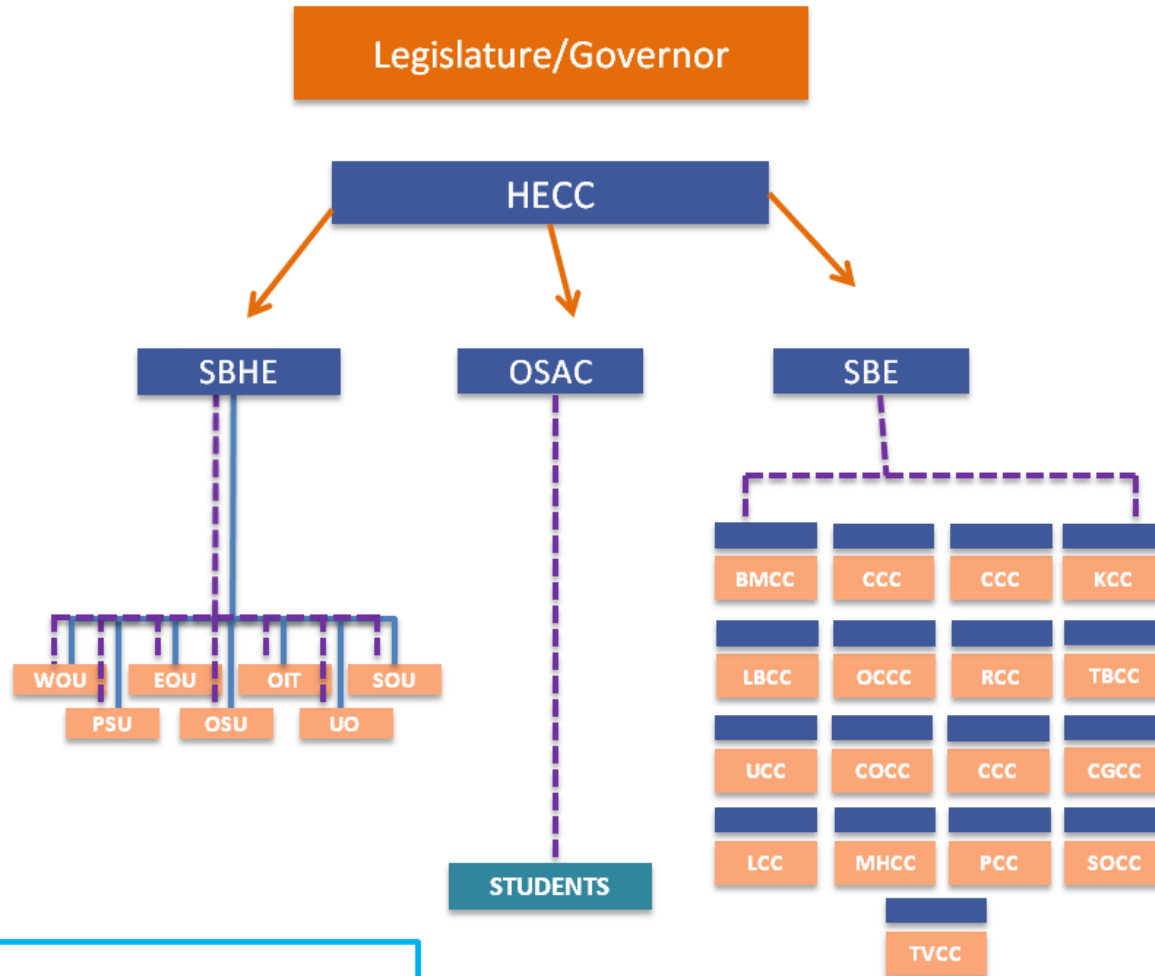 Legislature/Governor
HECC
SBHE
OSAC
SBE
WOU
EOU
OIT
SOU
PSU
OSU
UO
STUDENTS
BMCC
CCC
CCC
KCC
LBCC
OCCC
RCC
TBCC
UCC
COCC
CCC
CGCC
LCC
MHCC
PCC
SOCC
TVCC